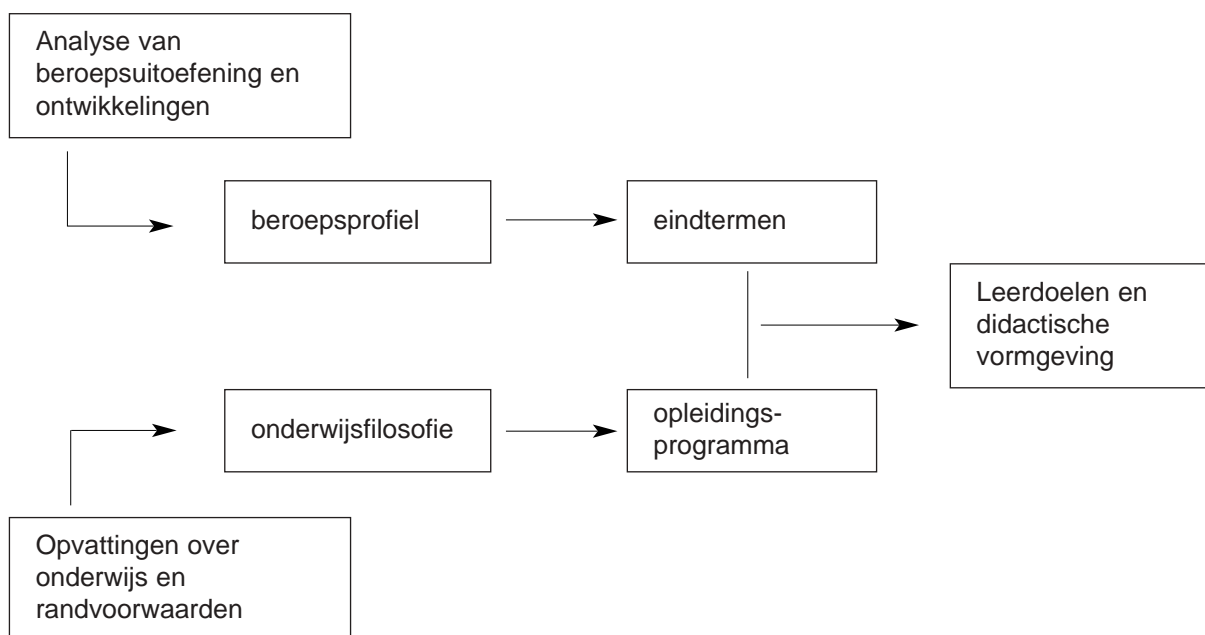 Analyse van
beroepsuitoefening en
ontwikkelingen
beroepsprofiel
eindtermen
Leerdoelen en
didactische
vormgeving
onderwijsfilosofie
opleidings-
programma
Opvattingen over
onderwijs en
randvoorwaarden